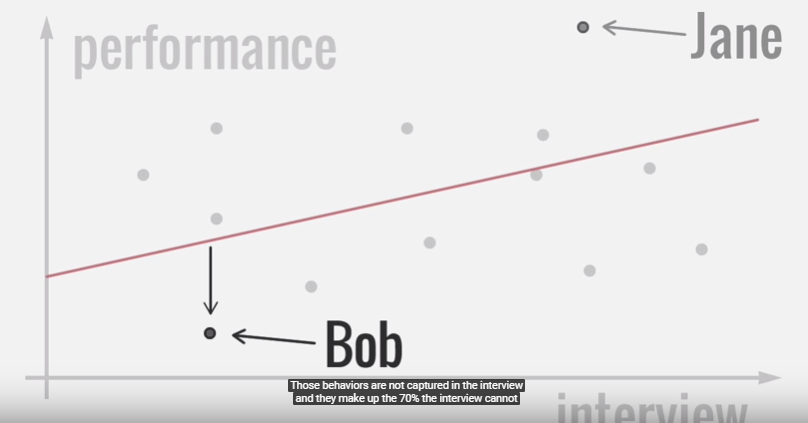 performance
Jane
Bob
Those behaviors are not captured in the interview
and they make up the 70% the interview cannot
interview